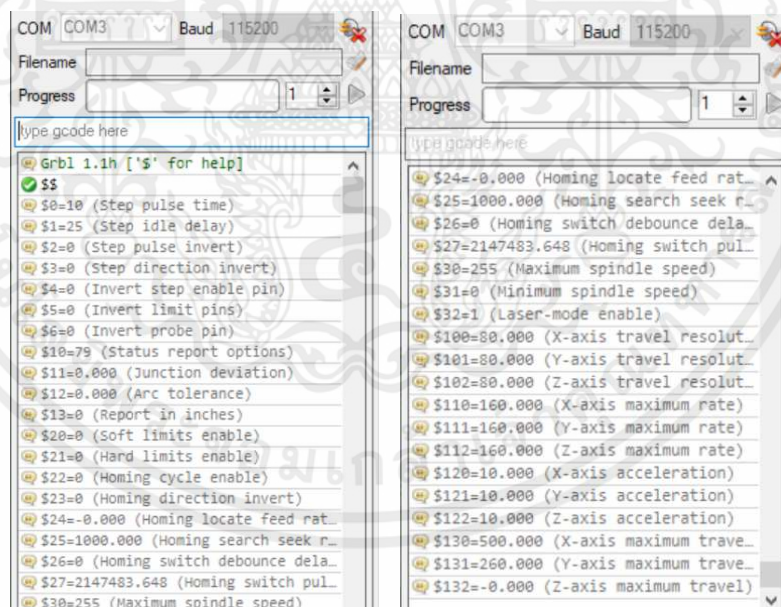 COM COM3 Baud 115200
Filename
Progress 1
type gcode here
Grbl 1.1h ['$' for help]
$$
$0=10 (Step pulse time)
$1=25 (Step idle delay)
$2=0 (Step pulse invert)
$3=0 (Step direction invert)
$4=0 (Invert step enable pin)
$5=0 (Invert limit pins)
$6=0 (Invert probe pin)
$10=79 (Status report options)
$11=0.000 (Junction deviation)
$12=0.000 (Arc tolerance)
$13=0 (Report in inches)
$20=0 (Soft limits enable)
$21=0 (Hard limits enable)
$22=0 (Homing cycle enable)
$23=0 (Homing direction invert)
$24=-0.000 (Homing locate feed rat…
$25=1000.000 (Homing search seek r…
$26=0 (Homing switch debounce dela…
$27=2147483.648 (Homing switch pul…
$30=255 (Maximum spindle speed)
COM COM3 Baud 115200
Filename
Progress 1
type gcode here
$24=-0.000 (Homing locate feed rat…
$25=1000.000 (Homing search seek r…
$26=0 (Homing switch debounce dela…
$27=2147483.648 (Homing switch pul…
$30=255 (Maximum spindle speed)
$31=0 (Minimum spindle speed)
$32=1 (Laser-mode enable)
$100=80.000 (X-axis travel resolut…
$101=80.000 (Y-axis travel resolut…
$102=80.000 (Z-axis travel resolut…
$110=160.000 (X-axis maximum rate)
$111=160.000 (Y-axis maximum rate)
$112=160.000 (Z-axis maximum rate)
$120=10.000 (X-axis acceleration)
$121=10.000 (Y-axis acceleration)
$122=10.000 (Z-axis acceleration)
$130=500.000 (X-axis maximum trave…
$131=260.000 (Y-axis maximum trave…
$132=-0.000 (Z-axis maximum travel)